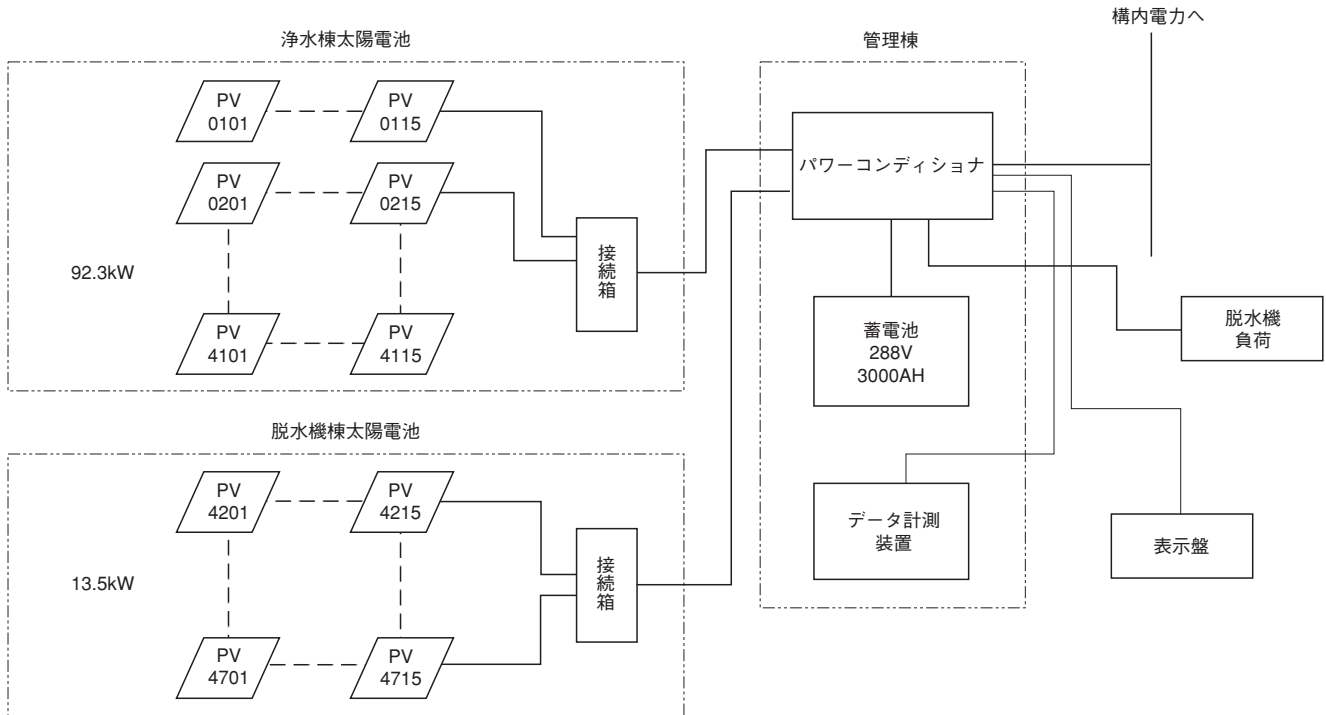 構内電力へ
浄水棟太陽電池
管理棟
PV
0101
PV
0115
PV
0201
PV
0215
92.3kW
PV
4101
PV
4115
接続箱
パワーコンディショナ
蓄電池
288V
3000AH
脱水機
負荷
脱水機棟太陽電池
PV
4201
PV
4215
13.5kW
PV
4701
PV
4715
接続箱
データ計測
装置
表示盤